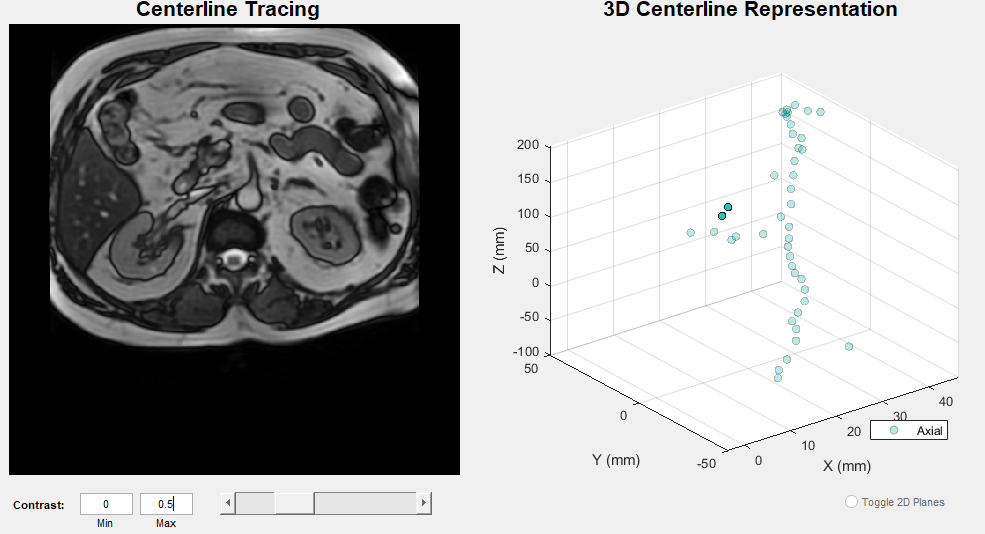 Centerline Tracing
3D Centerline Representation
200
150
100
50
0
-50
-100
Z (mm)
50
0
-50
Y (mm)
0
10
20
30
40
X (mm)
Axial
Contrast:
0
0.5
Min
Max
Toggle 2D Planes